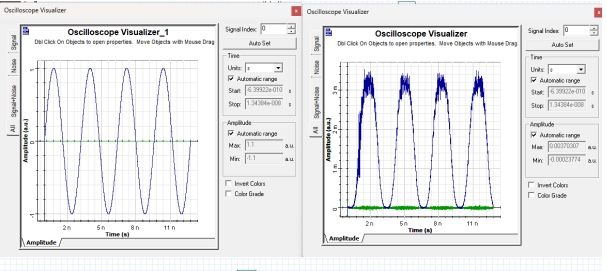 Oscilloscope Visualizer
Oscilloscope Visualizer_1
Dbl Click On Objects to open properties. Move Objects with Mouse Drag
Signal
Noise
Signal+Noise
All
Amplitude (a.u.)
1
0
-1
2 n
5 n
8 n
11 n
Time (s)
Amplitude
Signal Index: 0
Auto Set
Time
Units: s
Automatic range
Start: -6.39922e-010 s
Stop: 1.34384e-008 s
Amplitude
Automatic range
Max: 1.1 a.u.
Min: -1.1 a.u.
Invert Colors
Color Grade
Oscilloscope Visualizer
Oscilloscope Visualizer
Dbl Click On Objects to open properties. Move Objects with Mouse Drag
Signal
Noise
Signal+Noise
All
Amplitude (a.u.)
3 m
2 m
1 m
0
2 n
5 n
8 n
11 n
Time (s)
Amplitude
Signal Index: 0
Auto Set
Time
Units: s
Automatic range
Start: -6.39922e-010 s
Stop: 1.34384e-008 s
Amplitude
Automatic range
Max: 0.00370307 a.u.
Min: -0.00023774 a.u.
Invert Colors
Color Grade